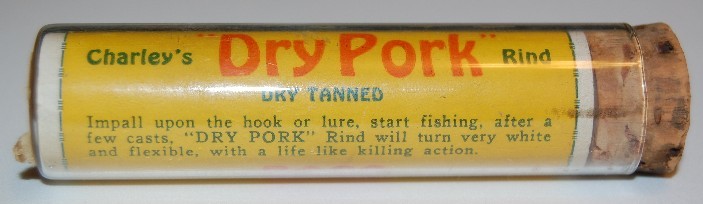 Charley's "Dry Pork" Rind
DRY TANNED
Impall upon the hook or lure, start fishing, after a
few casts, "DRY PORK" Rind will turn very white
and flexible, with a life like killing action.